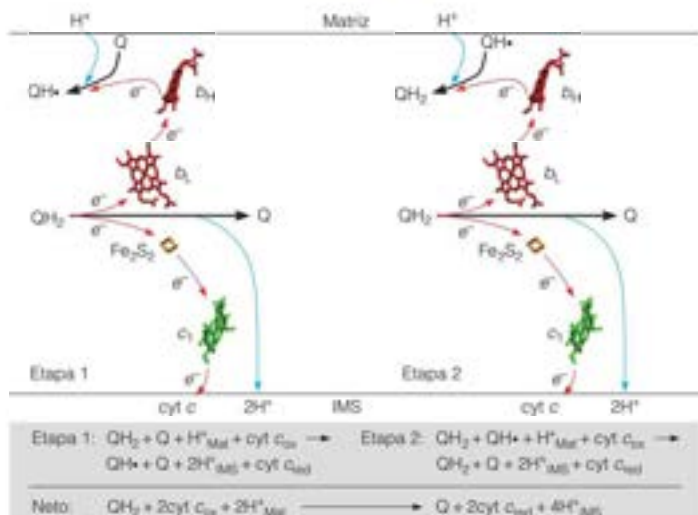 H⁺ Matriz H⁺
Q QH•
QH• e⁻ b_H QH₂ e⁻ b_H
e⁻ e⁻
e⁻ b_L e⁻ b_L
QH₂ Q QH₂ Q
e⁻ e⁻
Fe₂S₂ Fe₂S₂
e⁻ e⁻
c₁ c₁
Etapa 1 e⁻ Etapa 2 e⁻
cyt c 2H⁺ IMS cyt c 2H⁺
Etapa 1: QH₂ + Q + H⁺Mat + cyt c_ox ⟶ Etapa 2: QH₂ + QH• + H⁺Mat + cyt c_ox ⟶
QH• + Q + 2H⁺IMS + cyt c_red QH₂ + Q + 2H⁺IMS + cyt c_red
Neto: QH₂ + 2cyt c_ox + 2H⁺Mat ⟶ Q + 2cyt c_red + 4H⁺IMS